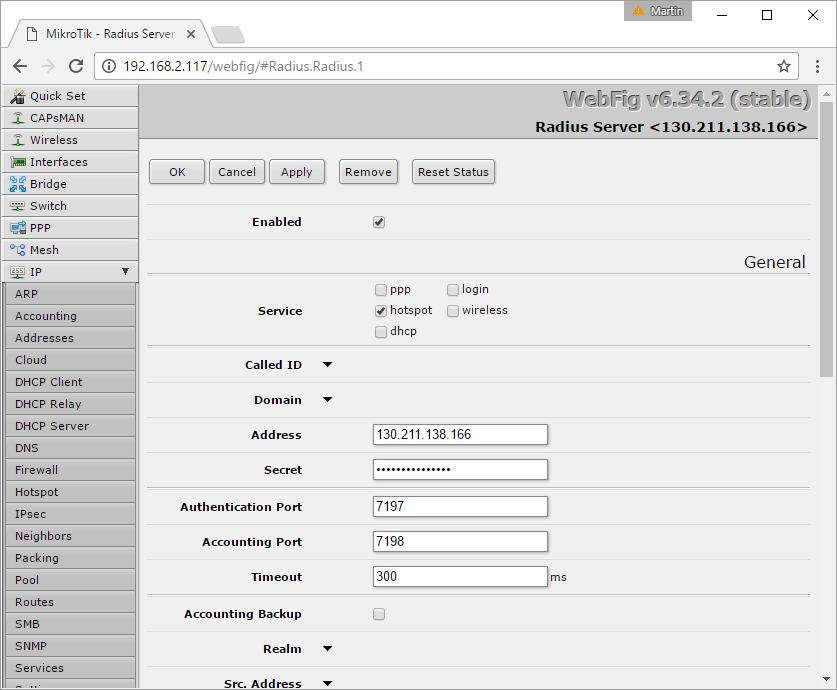 Martin
MikroTik - Radius Server
192.168.2.117/webfig/#Radius.Radius.1
WebFig v6.34.2 (stable)
Radius Server <130.211.138.166>
Quick Set
CAPsMAN
Wireless
Interfaces
Bridge
Switch
PPP
Mesh
IP
ARP
Accounting
Addresses
Cloud
DHCP Client
DHCP Relay
DHCP Server
DNS
Firewall
Hotspot
IPsec
Neighbors
Packing
Pool
Routes
SMB
SNMP
Services
OK Cancel Apply Remove Reset Status
Enabled
General
Service
ppp login
hotspot wireless
dhcp
Called ID
Domain
Address 130.211.138.166
Secret •••••••••••••••
Authentication Port 7197
Accounting Port 7198
Timeout 300 ms
Accounting Backup
Realm
Src. Address